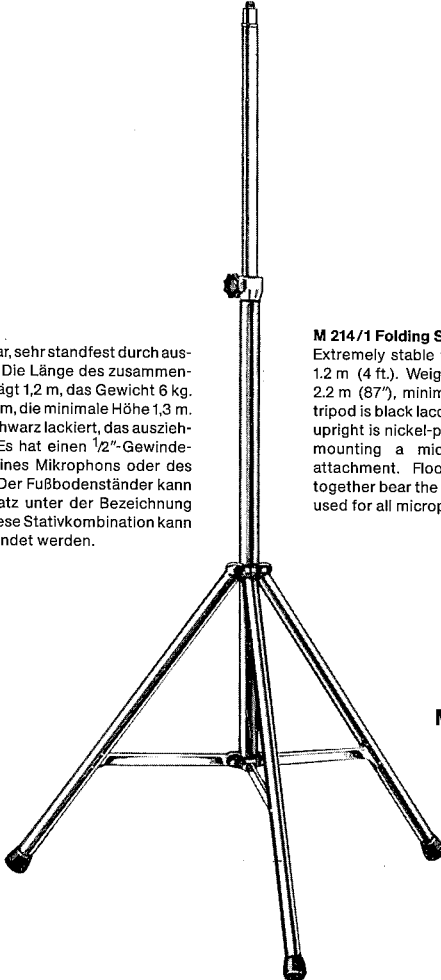 ar, sehr standfest durch aus-
Die Länge des zusammen-
ägt 1,2 m, das Gewicht 6 kg.
m, die minimale Höhe 1,3 m.
hwarz lackiert, das auszieh-
Es hat einen 1/2"-Gewinde-
ines Mikrophons oder des
Der Fußbodenständer kann
atz unter der Bezeichnung
ese Stativkombination kann
ndet werden.
M 214/1 Folding S
Extremely stable
1.2 m (4 ft.). Weig
2.2 m (87"), minim
tripod is black lacc
upright is nickel-p
mounting a mic
attachment. Floo
together bear the
used for all microp
M